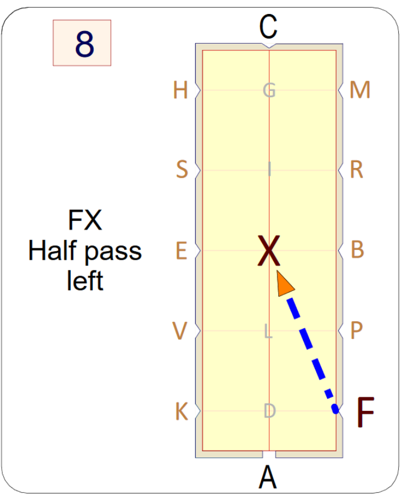 8
C
H G M
S I R
FX
Half pass
left
E X B
V L P
K D F
A